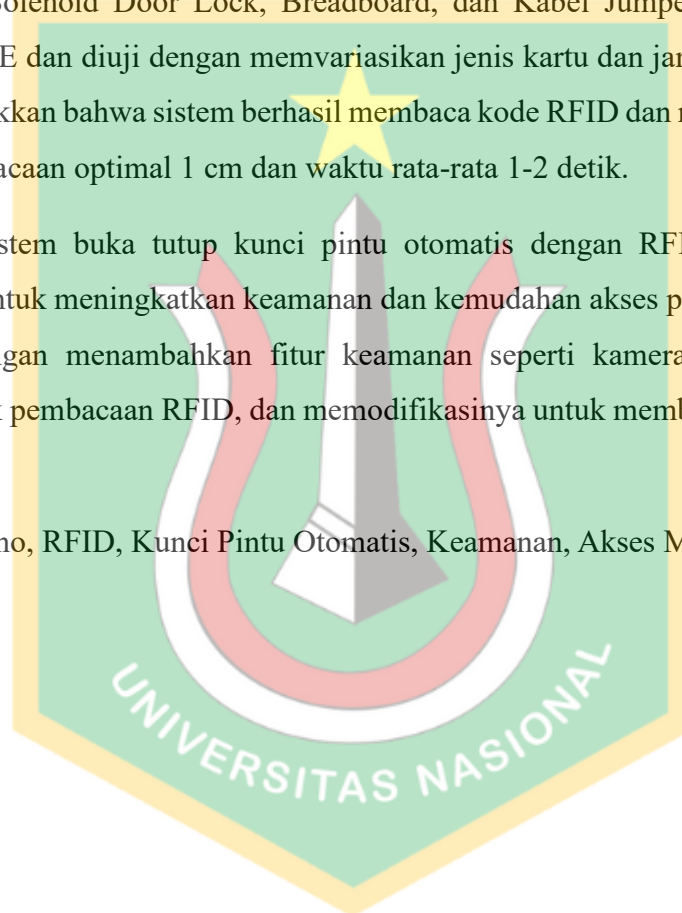 Solenoid Door Lock, Breadboard, dan Kabel Jumpe
E dan diuji dengan memvariasikan jenis kartu dan jar
kkan bahwa sistem berhasil membaca kode RFID dan
acaan optimal 1 cm dan waktu rata-rata 1-2 detik.
stem buka tutup kunci pintu otomatis dengan RFI
ntuk meningkatkan keamanan dan kemudahan akses p
ngan menambahkan fitur keamanan seperti kamera
k pembacaan RFID, dan memodifikasinya untuk memb
no, RFID, Kunci Pintu Otomatis, Keamanan, Akses M
UNIVERSITAS NASIONAL